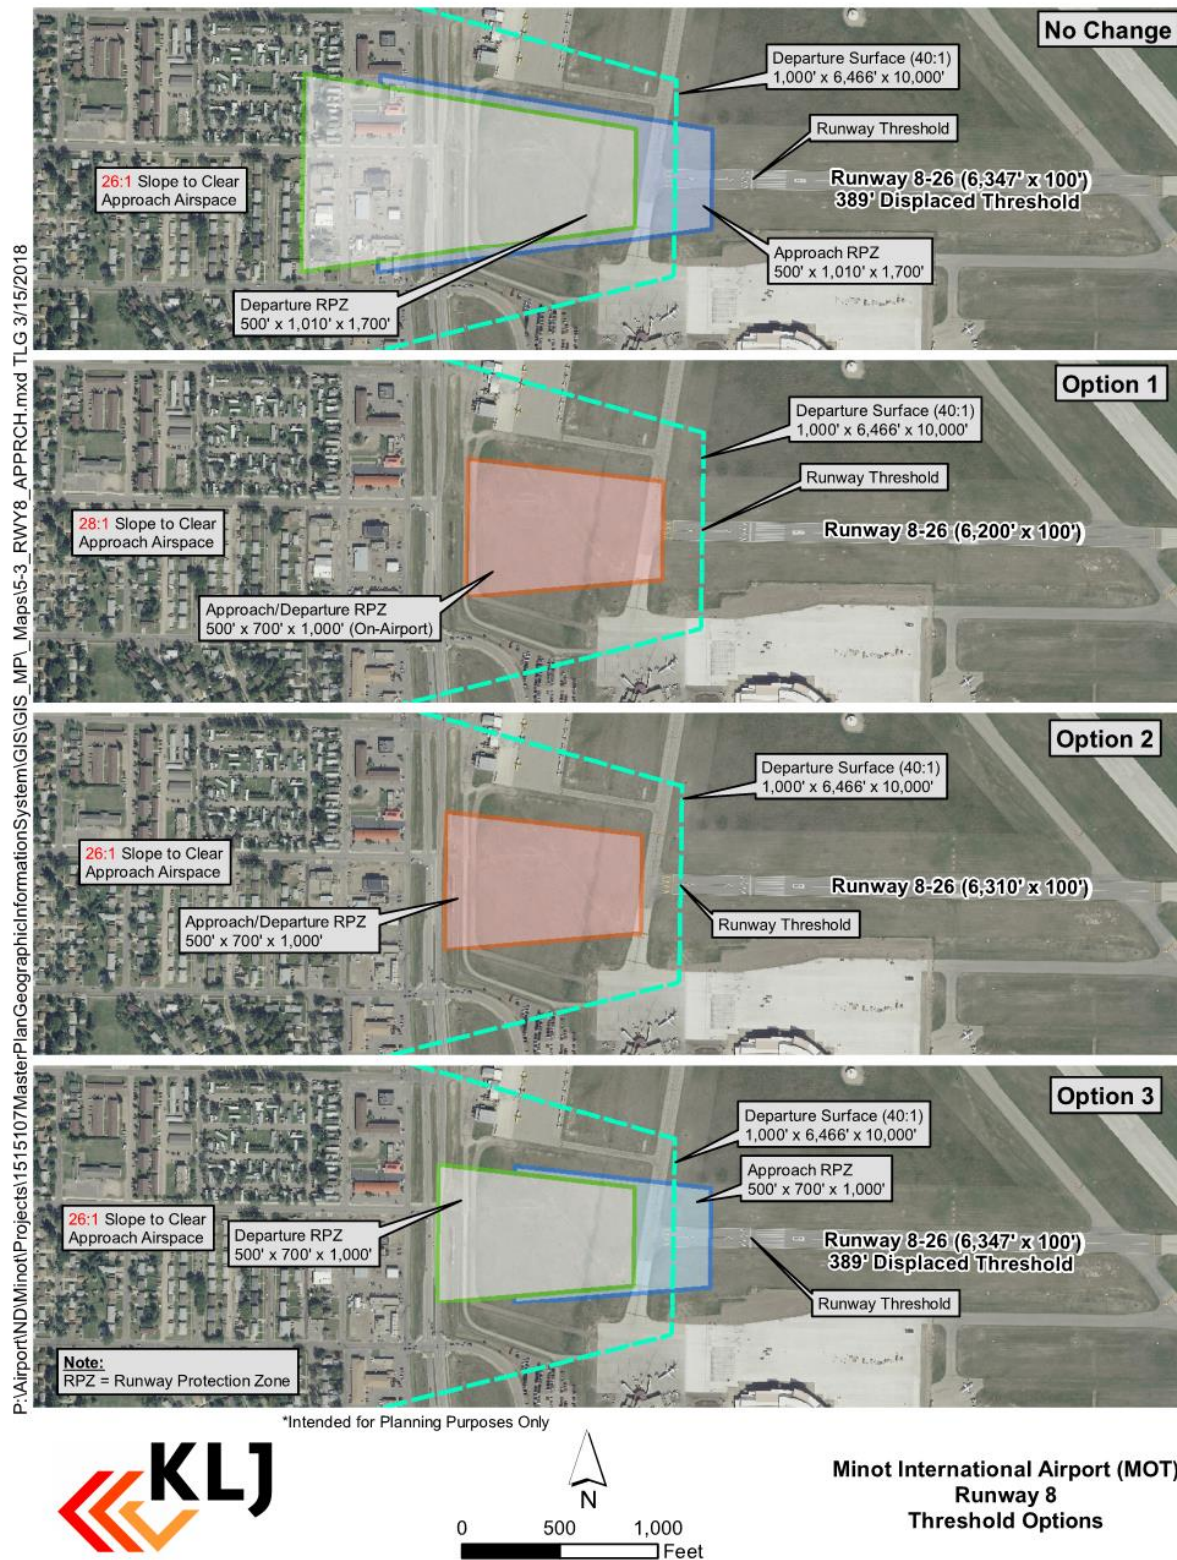 P:\Airport\ND\Minot\Projects\1515107MasterPlanGeographicInformationSystem\GIS\GIS_MP\_Maps\5-3_RWY8_APPRCH.mxd TLG 3/15/2018
No Change
Departure Surface (40:1)
1,000' x 6,466' x 10,000'
Runway Threshold
26:1 Slope to Clear
Approach Airspace
Runway 8-26 (6,347' x 100')
389' Displaced Threshold
Approach RPZ
500' x 1,010' x 1,700'
Departure RPZ
500' x 1,010' x 1,700'
Option 1
Departure Surface (40:1)
1,000' x 6,466' x 10,000'
Runway Threshold
28:1 Slope to Clear
Approach Airspace
Runway 8-26 (6,200' x 100')
Approach/Departure RPZ
500' x 700' x 1,000' (On-Airport)
Option 2
Departure Surface (40:1)
1,000' x 6,466' x 10,000'
26:1 Slope to Clear
Approach Airspace
Runway 8-26 (6,310' x 100')
Approach/Departure RPZ
500' x 700' x 1,000'
Runway Threshold
Option 3
Departure Surface (40:1)
1,000' x 6,466' x 10,000'
Approach RPZ
500' x 700' x 1,000'
26:1 Slope to Clear
Approach Airspace
Departure RPZ
500' x 700' x 1,000'
Runway 8-26 (6,347' x 100')
389' Displaced Threshold
Runway Threshold
Note:
RPZ = Runway Protection Zone
*Intended for Planning Purposes Only
KLJ
N
0 500 1,000
Feet
Minot International Airport (MOT)
Runway 8
Threshold Options